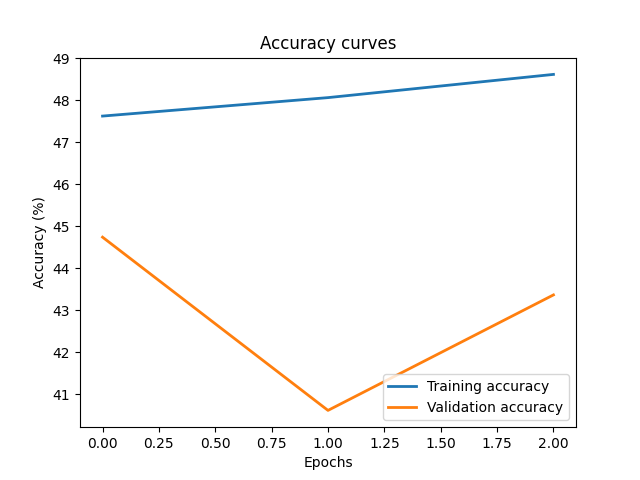 Accuracy curves
49
48
47
46
45
44
43
42
41
Accuracy (%)
0.00 0.25 0.50 0.75 1.00 1.25 1.50 1.75 2.00
Epochs
Training accuracy
Validation accuracy